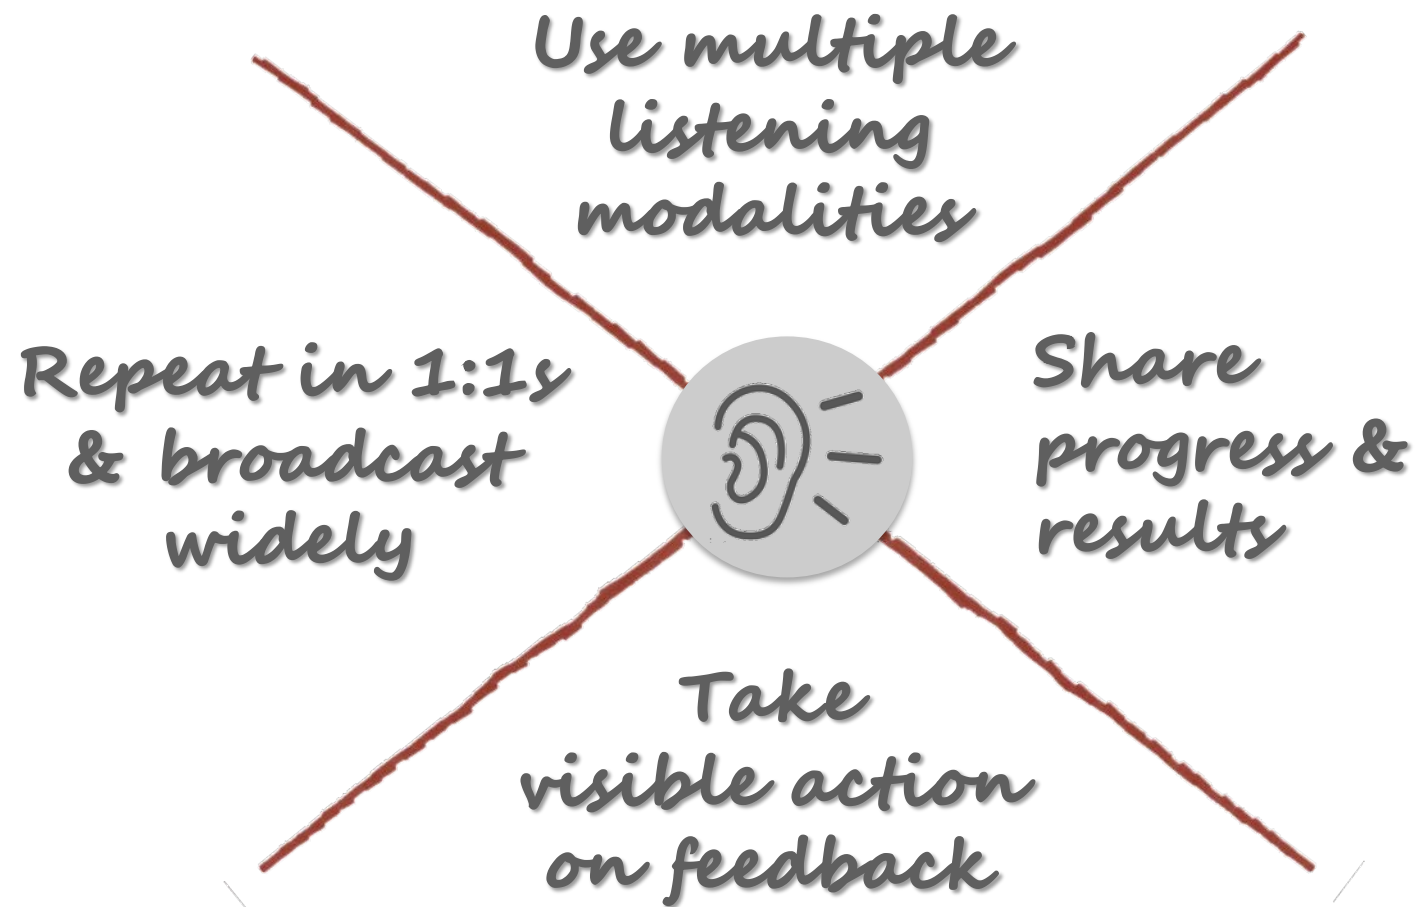 Use multiple
listening
modalities
Repeat in 1:1s
& broadcast
widely
Share
progress &
results
Take
visible action
on feedback